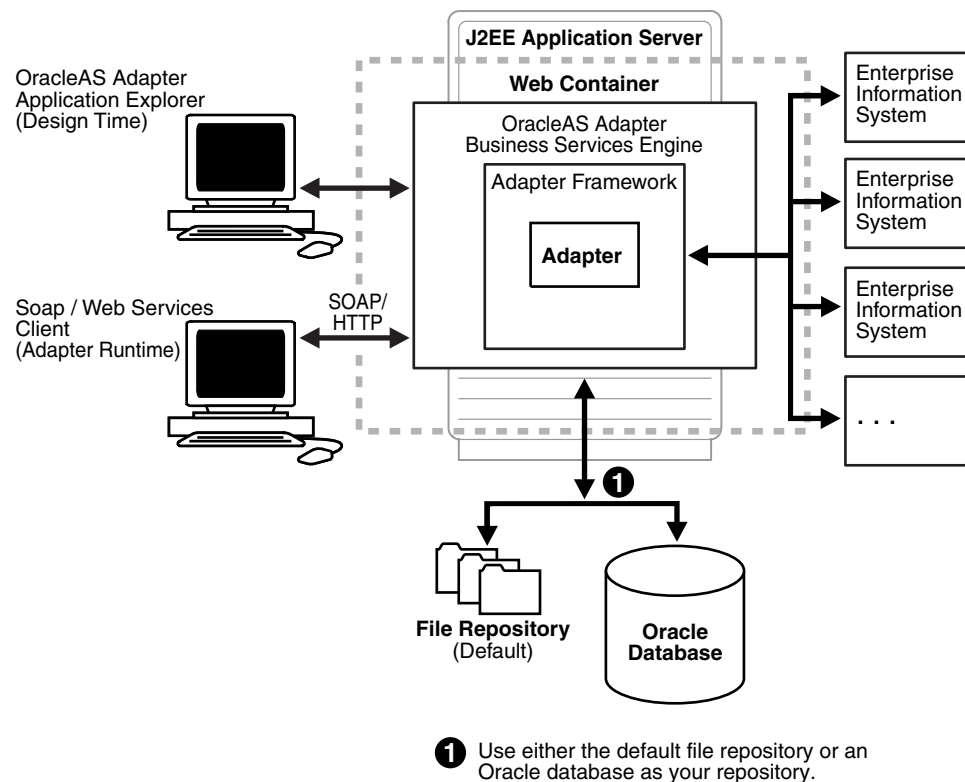 J2EE Application Server
Web Container
OracleAS Adapter
Application Explorer
(Design Time)
OracleAS Adapter
Business Services Engine
Adapter Framework
Adapter
Soap / Web Services
Client
(Adapter Runtime)
SOAP/
HTTP
Enterprise
Information
System
Enterprise
Information
System
Enterprise
Information
System
. . .
1
File Repository
(Default)
Oracle
Database
1 Use either the default file repository or an
Oracle database as your repository.